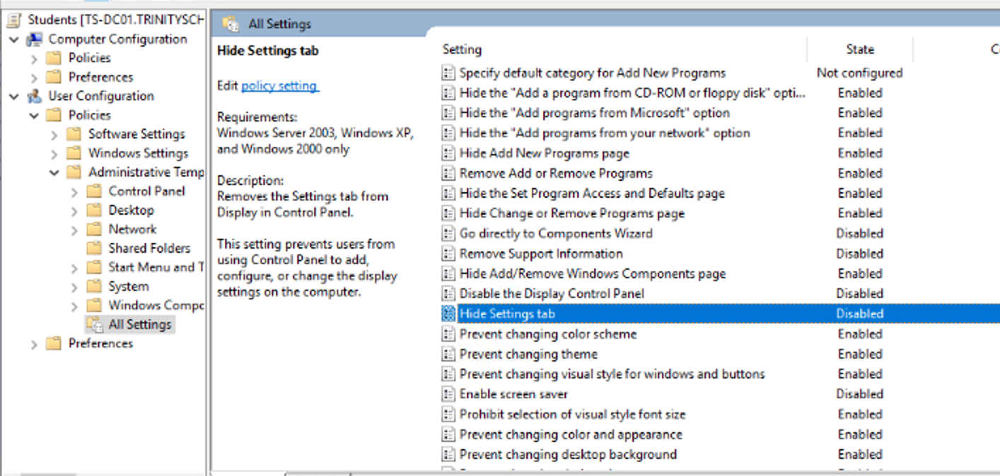 Students [TS-DC01.TRINITYSCH
Computer Configuration
Policies
Preferences
User Configuration
Policies
Software Settings
Windows Settings
Administrative Temp
Control Panel
Desktop
Network
Shared Folders
Start Menu and T
System
Windows Compc
All Settings
Preferences
All Settings
Hide Settings tab
Edit policy setting
Requirements:
Windows Server 2003, Windows XP,
and Windows 2000 only
Description:
Removes the Settings tab from
Display in Control Panel.
This setting prevents users from
using Control Panel to add,
configure, or change the display
settings on the computer.
Setting State C
Specify default category for Add New Programs Not configured
Hide the "Add a program from CD-ROM or floppy disk" opti... Enabled
Hide the "Add programs from Microsoft" option Enabled
Hide the "Add programs from your network" option Enabled
Hide Add New Programs page Enabled
Remove Add or Remove Programs Enabled
Hide the Set Program Access and Defaults page Enabled
Hide Change or Remove Programs page Enabled
Go directly to Components Wizard Disabled
Remove Support Information Disabled
Hide Add/Remove Windows Components page Enabled
Disable the Display Control Panel Disabled
Hide Settings tab Disabled
Prevent changing color scheme Enabled
Prevent changing theme Enabled
Prevent changing visual style for windows and buttons Enabled
Enable screen saver Disabled
Prohibit selection of visual style font size Enabled
Prevent changing color and appearance Enabled
Prevent changing desktop background Enabled